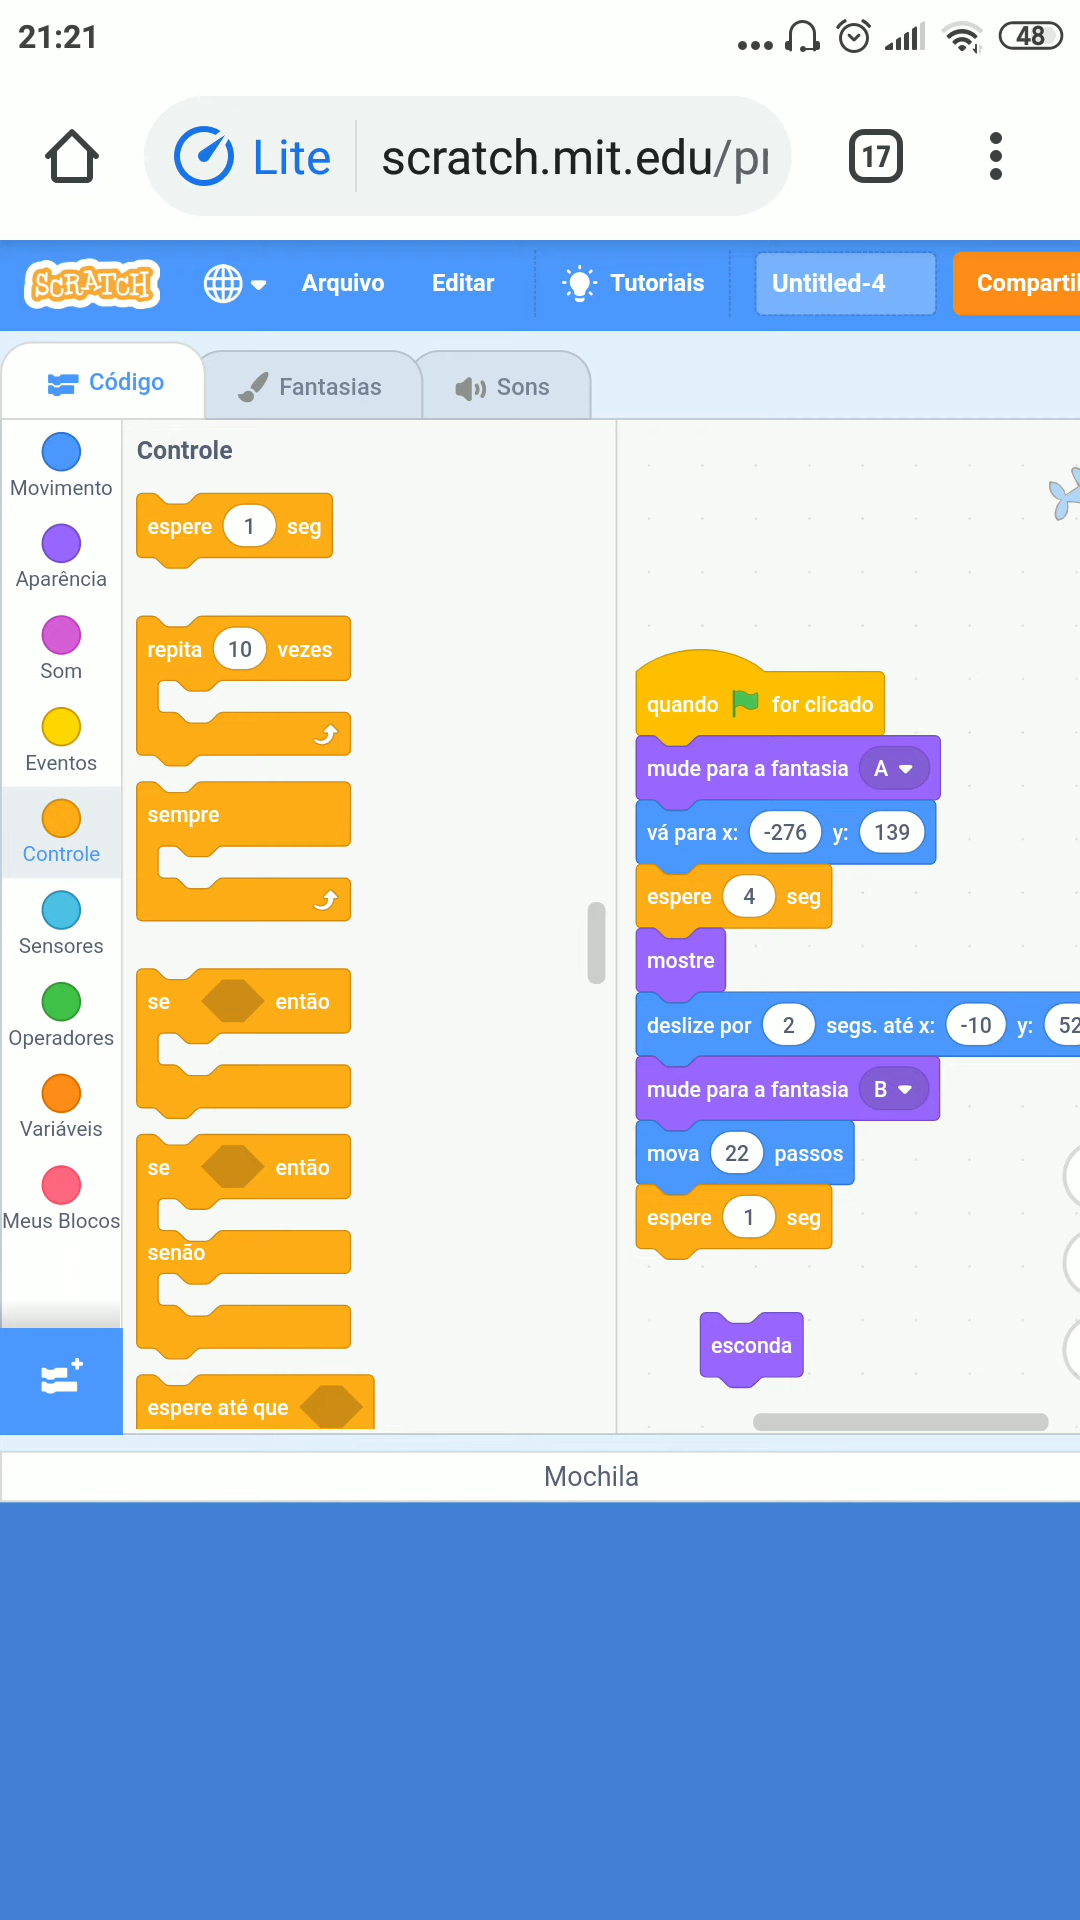 21:21
48
Lite
scratch.mit.edu/pr
17
SCRATCH
Arquivo
Editar
Tutoriais
Untitled-4
Compartil
Código
Fantasias
Sons
Movimento
Aparência
Som
Eventos
Controle
Sensores
Operadores
Variáveis
Meus Blocos
Controle
espere 1 seg
repita 10 vezes
sempre
se então
se então
senão
espere até que
quando for clicado
mude para a fantasia A
vá para x: -276 y: 139
espere 4 seg
mostre
deslize por 2 segs. até x: -10 y: 52
mude para a fantasia B
mova 22 passos
espere 1 seg
esconda
Mochila